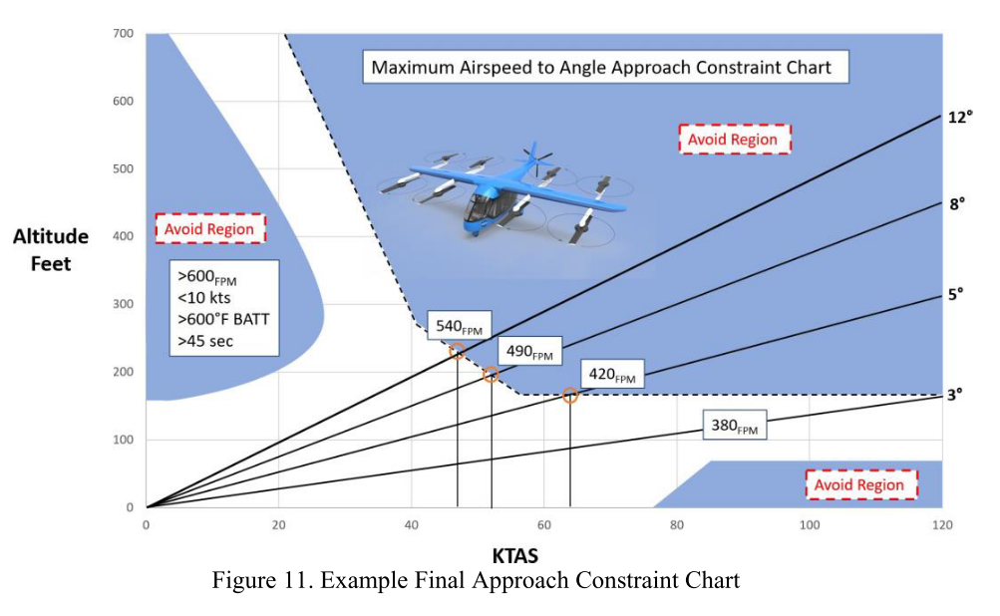 700
Maximum Airspeed to Angle Approach Constraint Chart
600
12°
Avoid Region
500
8°
Avoid Region
Altitude
Feet
400
>600FPM
<10 kts
>600°F BATT
>45 sec
300
5°
540FPM
490FPM
200
420FPM
3°
380FPM
100
Avoid Region
0
0 20 40 60 80 100 120
KTAS
Figure 11. Example Final Approach Constraint Chart